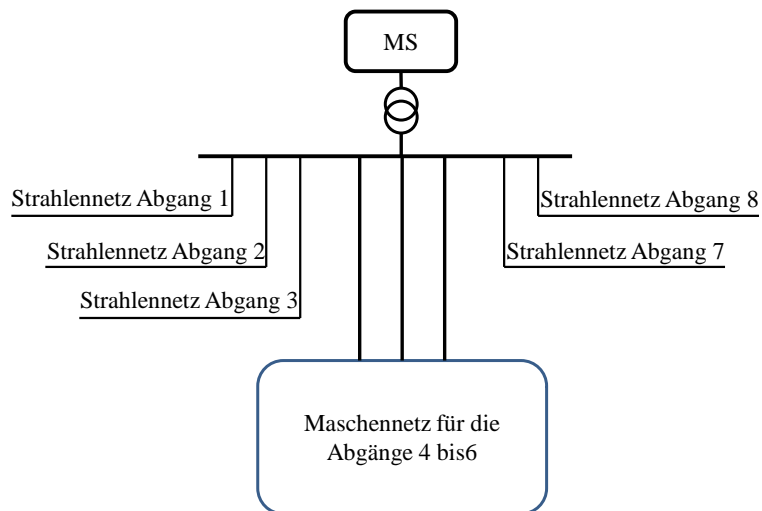 MS
Strahlennetz Abgang 1
Strahlennetz Abgang 8
Strahlennetz Abgang 2
Strahlennetz Abgang 7
Strahlennetz Abgang 3
Maschennetz für die
Abgänge 4 bis6